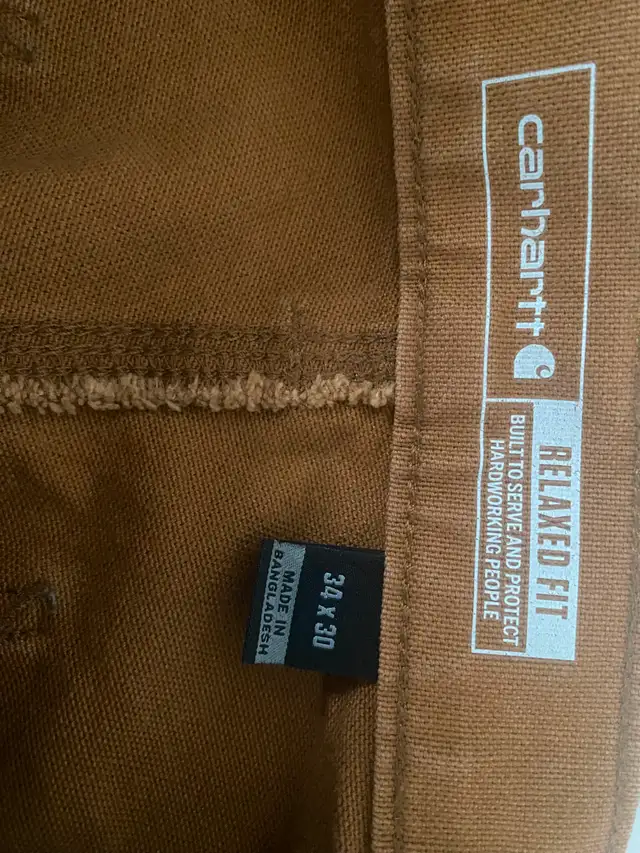 carhartt
RELAXED FIT
BUILT TO SERVE AND PROTECT
HARDWORKING PEOPLE
34 X 30
MADE IN
BANGLADESH